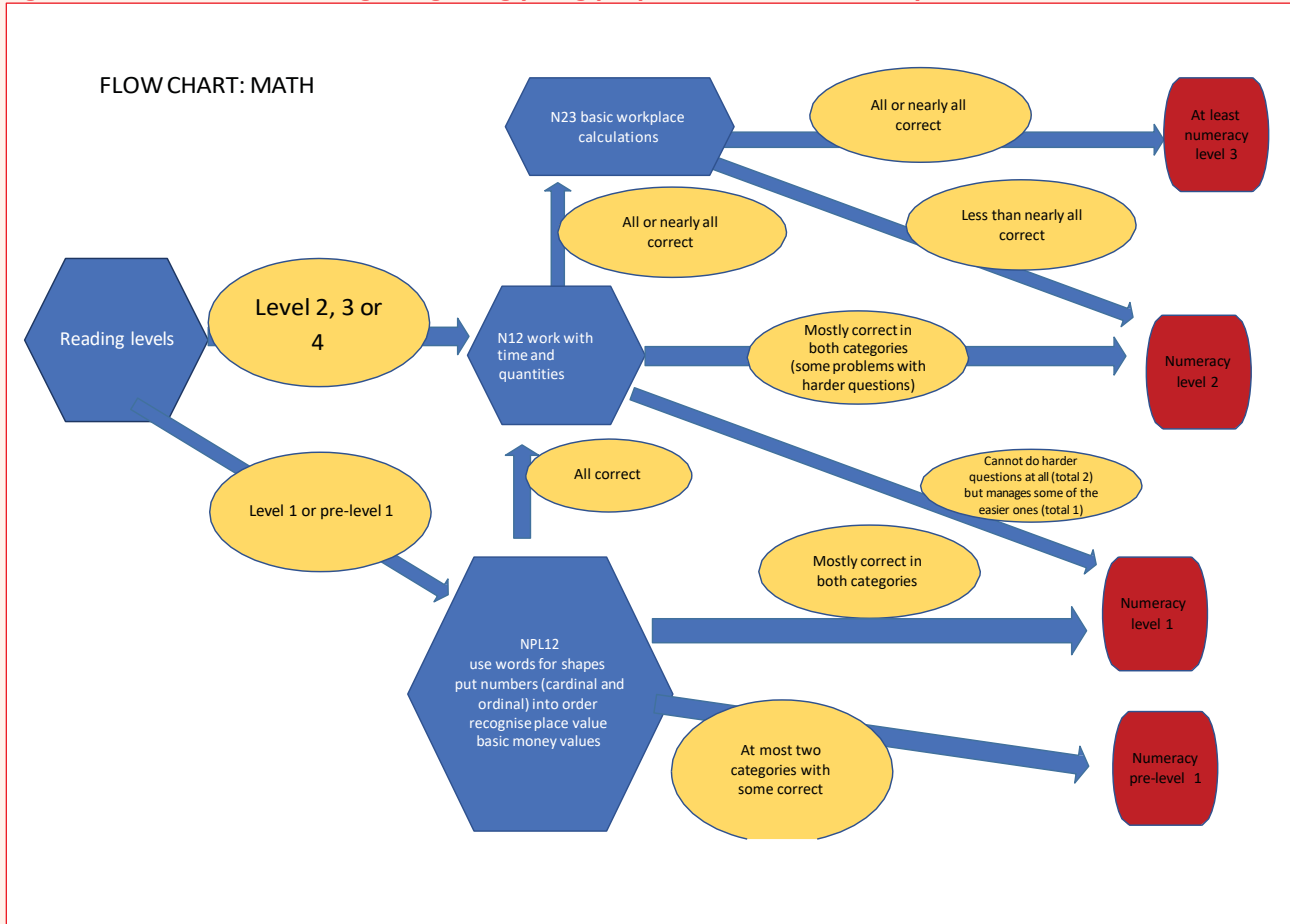 FLOW CHART: MATH
N23 basic workplace
calculations
All or nearly all
correct
At least
numeracy
level 3
All or nearly all
correct
Less than nearly all
correct
Reading levels
Level 2, 3 or
4
N12 work with
time and
quantities
Mostly correct in
both categories
(some problems with
harder questions)
Numeracy
level 2
All correct
Cannot do harder
questions at all (total 2)
but manages some of the
easier ones (total 1)
Level 1 or pre-level 1
Mostly correct in
both categories
Numeracy
level 1
NPL12
use words for shapes
put numbers (cardinal and
ordinal) into order
recognise place value
basic money values
At most two
categories with
some correct
Numeracy
pre-level 1